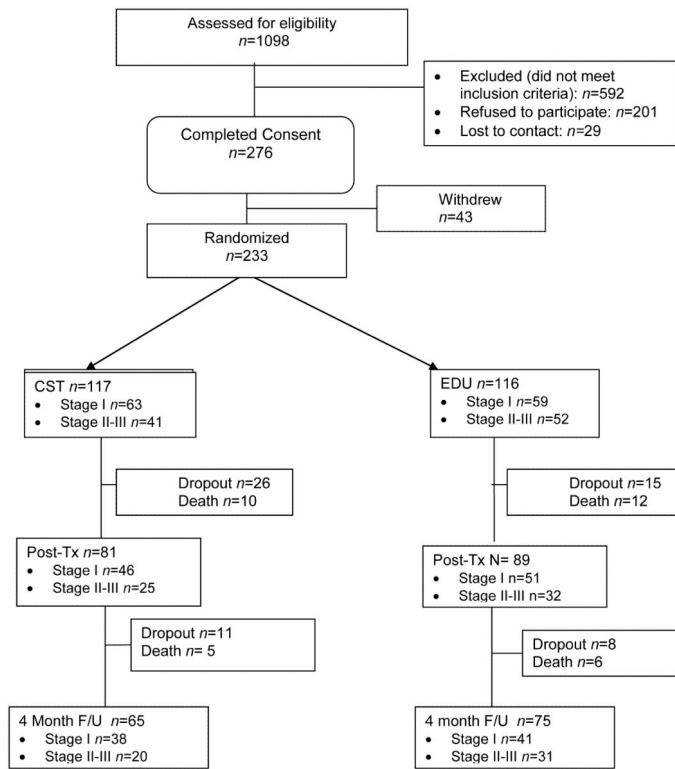 Assessed for eligibility
n=1098
• Excluded (did not meet
inclusion criteria): n=592
• Refused to participate: n=201
• Lost to contact: n=29
Completed Consent
n=276
Withdrew
n=43
Randomized
n=233
CST n=117
• Stage I n=63
• Stage II-III n=41
EDU n=116
• Stage I n=59
• Stage II-III n=52
Dropout n=26
Death n=10
Dropout n=15
Death n=12
Post-Tx n=81
• Stage I n=46
• Stage II-III n=25
Post-Tx N= 89
• Stage I n=51
• Stage II-III n=32
Dropout n=11
Death n= 5
Dropout n=8
Death n=6
4 Month F/U n=65
• Stage I n=38
• Stage II-III n=20
4 month F/U n=75
• Stage I n=41
• Stage II-III n=31